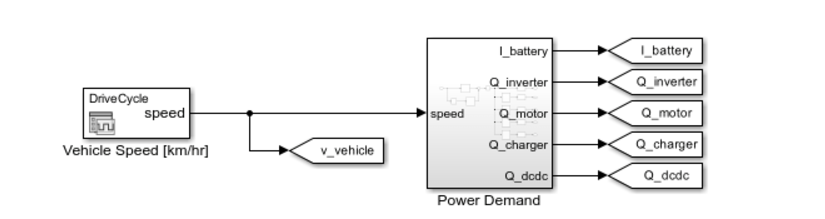 DriveCycle
speed
Vehicle Speed [km/hr]
v_vehicle
speed
I_battery
Q_inverter
Q_motor
Q_charger
Q_dcdc
Power Demand
I_battery
Q_inverter
Q_motor
Q_charger
Q_dcdc